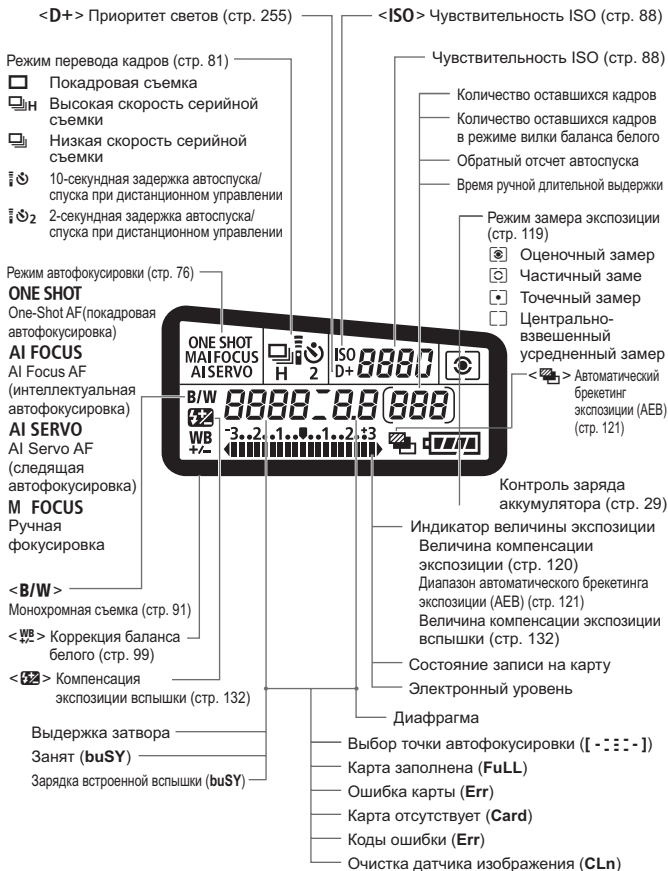 <D+> Приоритет светов (стр. 255)
<ISO> Чувствительность ISO (стр. 88)
Режим перевода кадров (стр. 81)
Покадровая съемка
H Высокая скорость серийной
съемки
Низкая скорость серийной
съемки
10-секундная задержка автоспуска/
спуска при дистанционном управлении
2 2-секундная задержка автоспуска/
спуска при дистанционном управлении
Чувствительность ISO (стр. 88)
Количество оставшихся кадров
Количество оставшихся кадров
в режиме вилки баланса белого
Обратный отсчет автоспуска
Время ручной длительной выдержки
Режим замера экспозиции
(стр. 119)
Оценочный замер
Частичный заме
Точечный замер
Центрально-
взвешенный
усредненный замер
Режим автофокусировки (стр. 76)
ONE SHOT
One-Shot AF(покадровая
автофокусировка)
AI FOCUS
AI Focus AF
(интеллектуальная
автофокусировка)
AI SERVO
AI Servo AF
(следящая
автофокусировка)
M FOCUS
Ручная
фокусировка
ONE SHOT
MAI FOCUS
AI SERVO
H 2
ISO
D+ 8888
B/W 8888 8.8 (888)
WB
+/-
-3..2..1..0..1..2..+3
<> Автоматический
брекетинг
экспозиции (AEB)
(стр. 121)
Контроль заряда
аккумулятора (стр. 29)
Индикатор величины экспозиции
Величина компенсации
экспозиции (стр. 120)
Диапазон автоматического брекетинга
экспозиции (AEB) (стр. 121)
Величина компенсации экспозиции
вспышки (стр. 132)
Состояние записи на карту
Электронный уровень
<B/W>
Монохромная съемка (стр. 91)
<WB +/-> Коррекция баланса
белого (стр. 99)
<> Компенсация
экспозиции вспышки (стр. 132)
Выдержка затвора
Занят (buSY)
Зарядка встроенной вспышки (buSY)
Диафрагма
Выбор точки автофокусировки ([ - - ])
Карта заполнена (FuLL)
Ошибка карты (Err)
Карта отсутствует (Card)
Коды ошибки (Err)
Очистка датчика изображения (CLn)